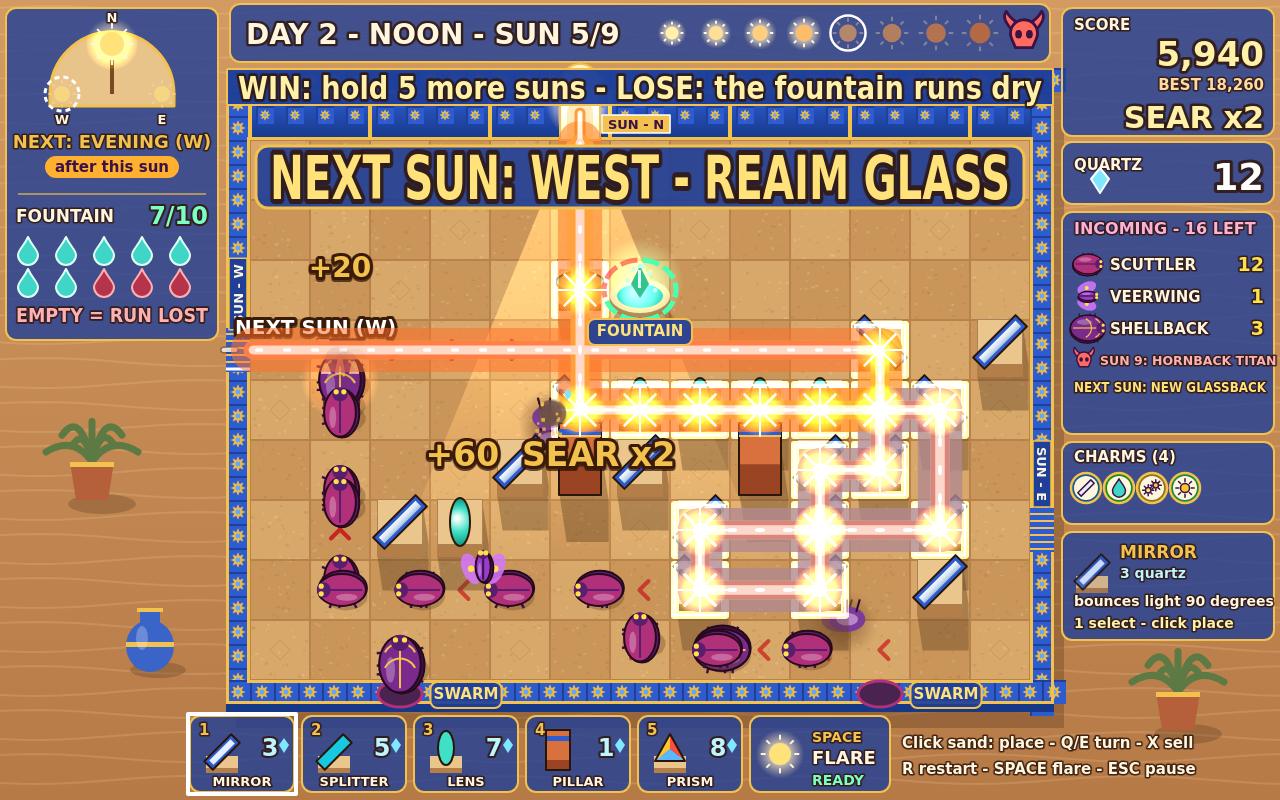 N
W
E
NEXT: EVENING (W)
after this sun
FOUNTAIN 7/10
EMPTY = RUN LOST
DAY 2 - NOON - SUN 5/9
WIN: hold 5 more suns - LOSE: the fountain runs dry
SUN - N
NEXT SUN: WEST - REAIM GLASS
+20
SUN - W
NEXT SUN (W)
FOUNTAIN
+60 SEAR x2
SUN - E
SWARM
SWARM
SCORE
5,940
BEST 18,260
SEAR x2
QUARTZ
12
INCOMING - 16 LEFT
SCUTTLER 12
VEERWING 1
SHELLBACK 3
SUN 9: HORNBACK TITAN
NEXT SUN: NEW GLASSBACK
CHARMS (4)
MIRROR
3 quartz
bounces light 90 degrees
1 select - click place
1 3 MIRROR
2 5 SPLITTER
3 7 LENS
4 1 PILLAR
5 8 PRISM
SPACE
FLARE
READY
Click sand: place - Q/E turn - X sell
R restart - SPACE flare - ESC pause